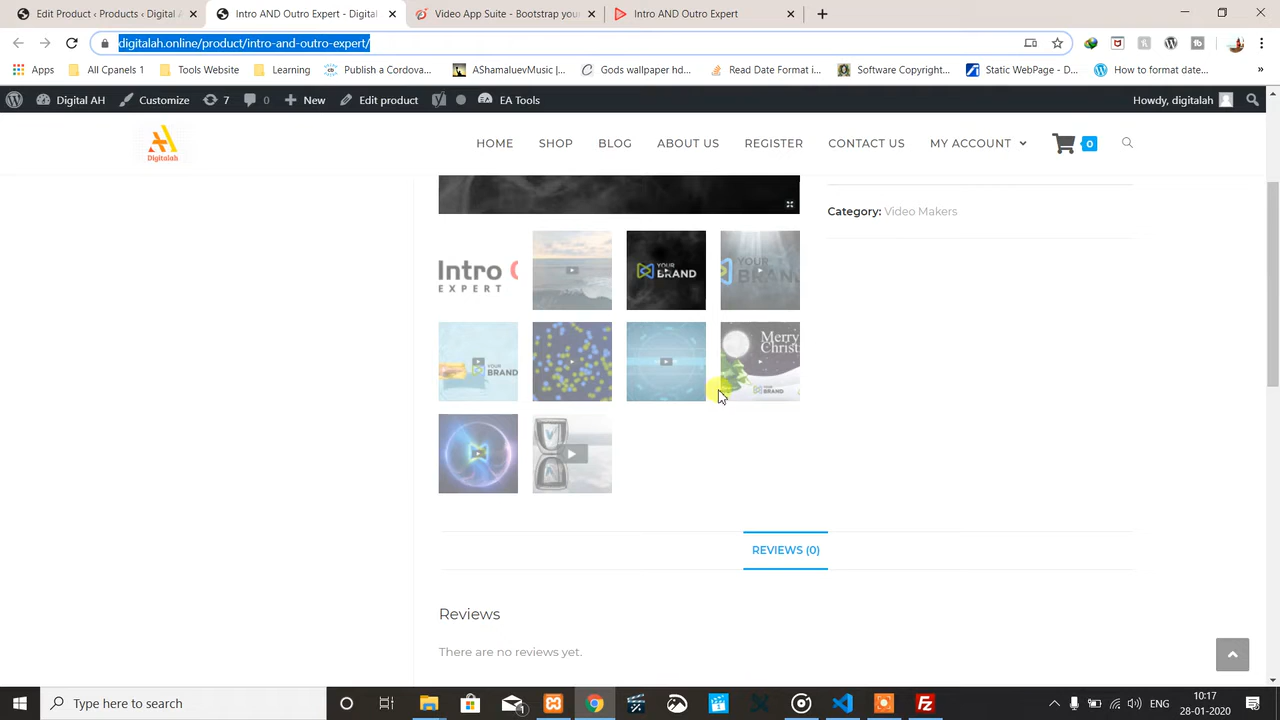 Edit Product ‹ Products ‹ Digitalah
Intro AND Outro Expert - Digital
Video App Suite - Bootstrap your
Intro AND Outro Expert
digitalah.online/product/intro-and-outro-expert/
Apps
All Cpanels 1
Tools Website
Learning
Publish a Cordova...
AShamaluevMusic |...
Gods wallpaper hd...
Read Date Format i...
Software Copyright...
Static WebPage - D...
How to format date...
Digital AH
Customize
7
0
New
Edit product
EA Tools
Howdy, digitalah
Digitalah
HOME
SHOP
BLOG
ABOUT US
REGISTER
CONTACT US
MY ACCOUNT
0
Category: Video Makers
Intro
EXPERT
YOUR
BRAND
YOUR
BRAND
YOUR
BRAND
Merry
Christ
YOUR
BRAND
REVIEWS (0)
Reviews
There are no reviews yet.
Type here to search
ENG
10:17
28-01-2020